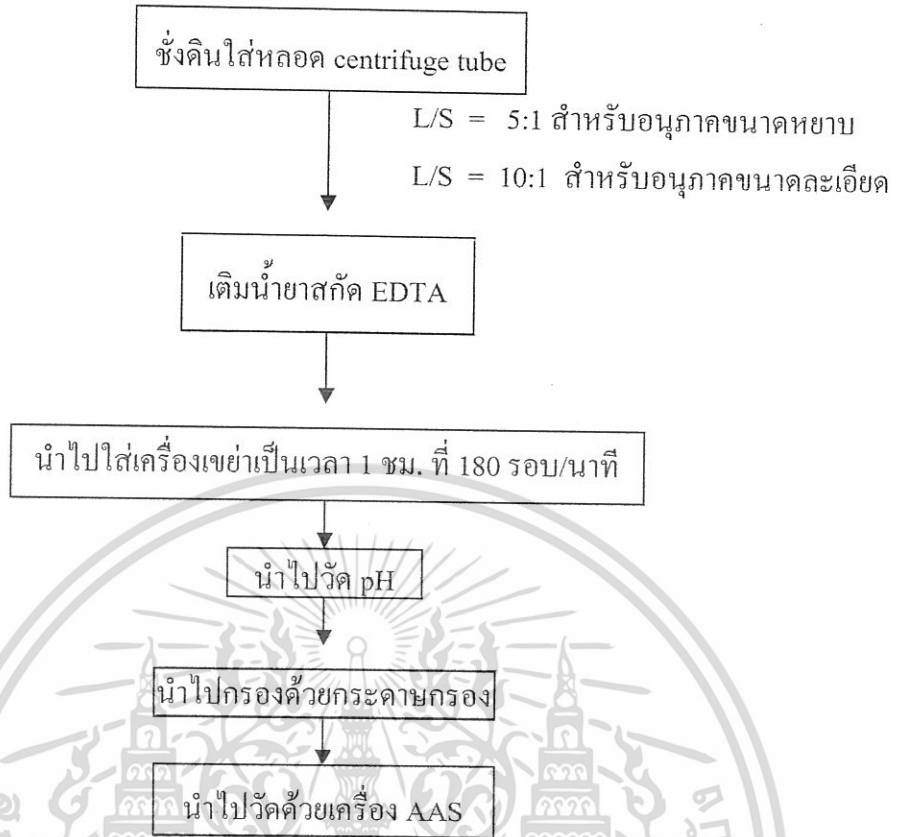 ชั่งดินใส่หลอด centrifuge tube
L/S = 5:1 สำหรับอนุภาคขนาดหยาบ
L/S = 10:1 สำหรับอนุภาคขนาดละเอียด
เติมน้ำยาสกัด EDTA
นำไปใส่เครื่องเขย่าเป็นเวลา 1 ชม. ที่ 180 รอบ/นาที
นำไปวัด pH
นำไปกรองด้วยกระดาษกรอง
นำไปวัดด้วยเครื่อง AAS